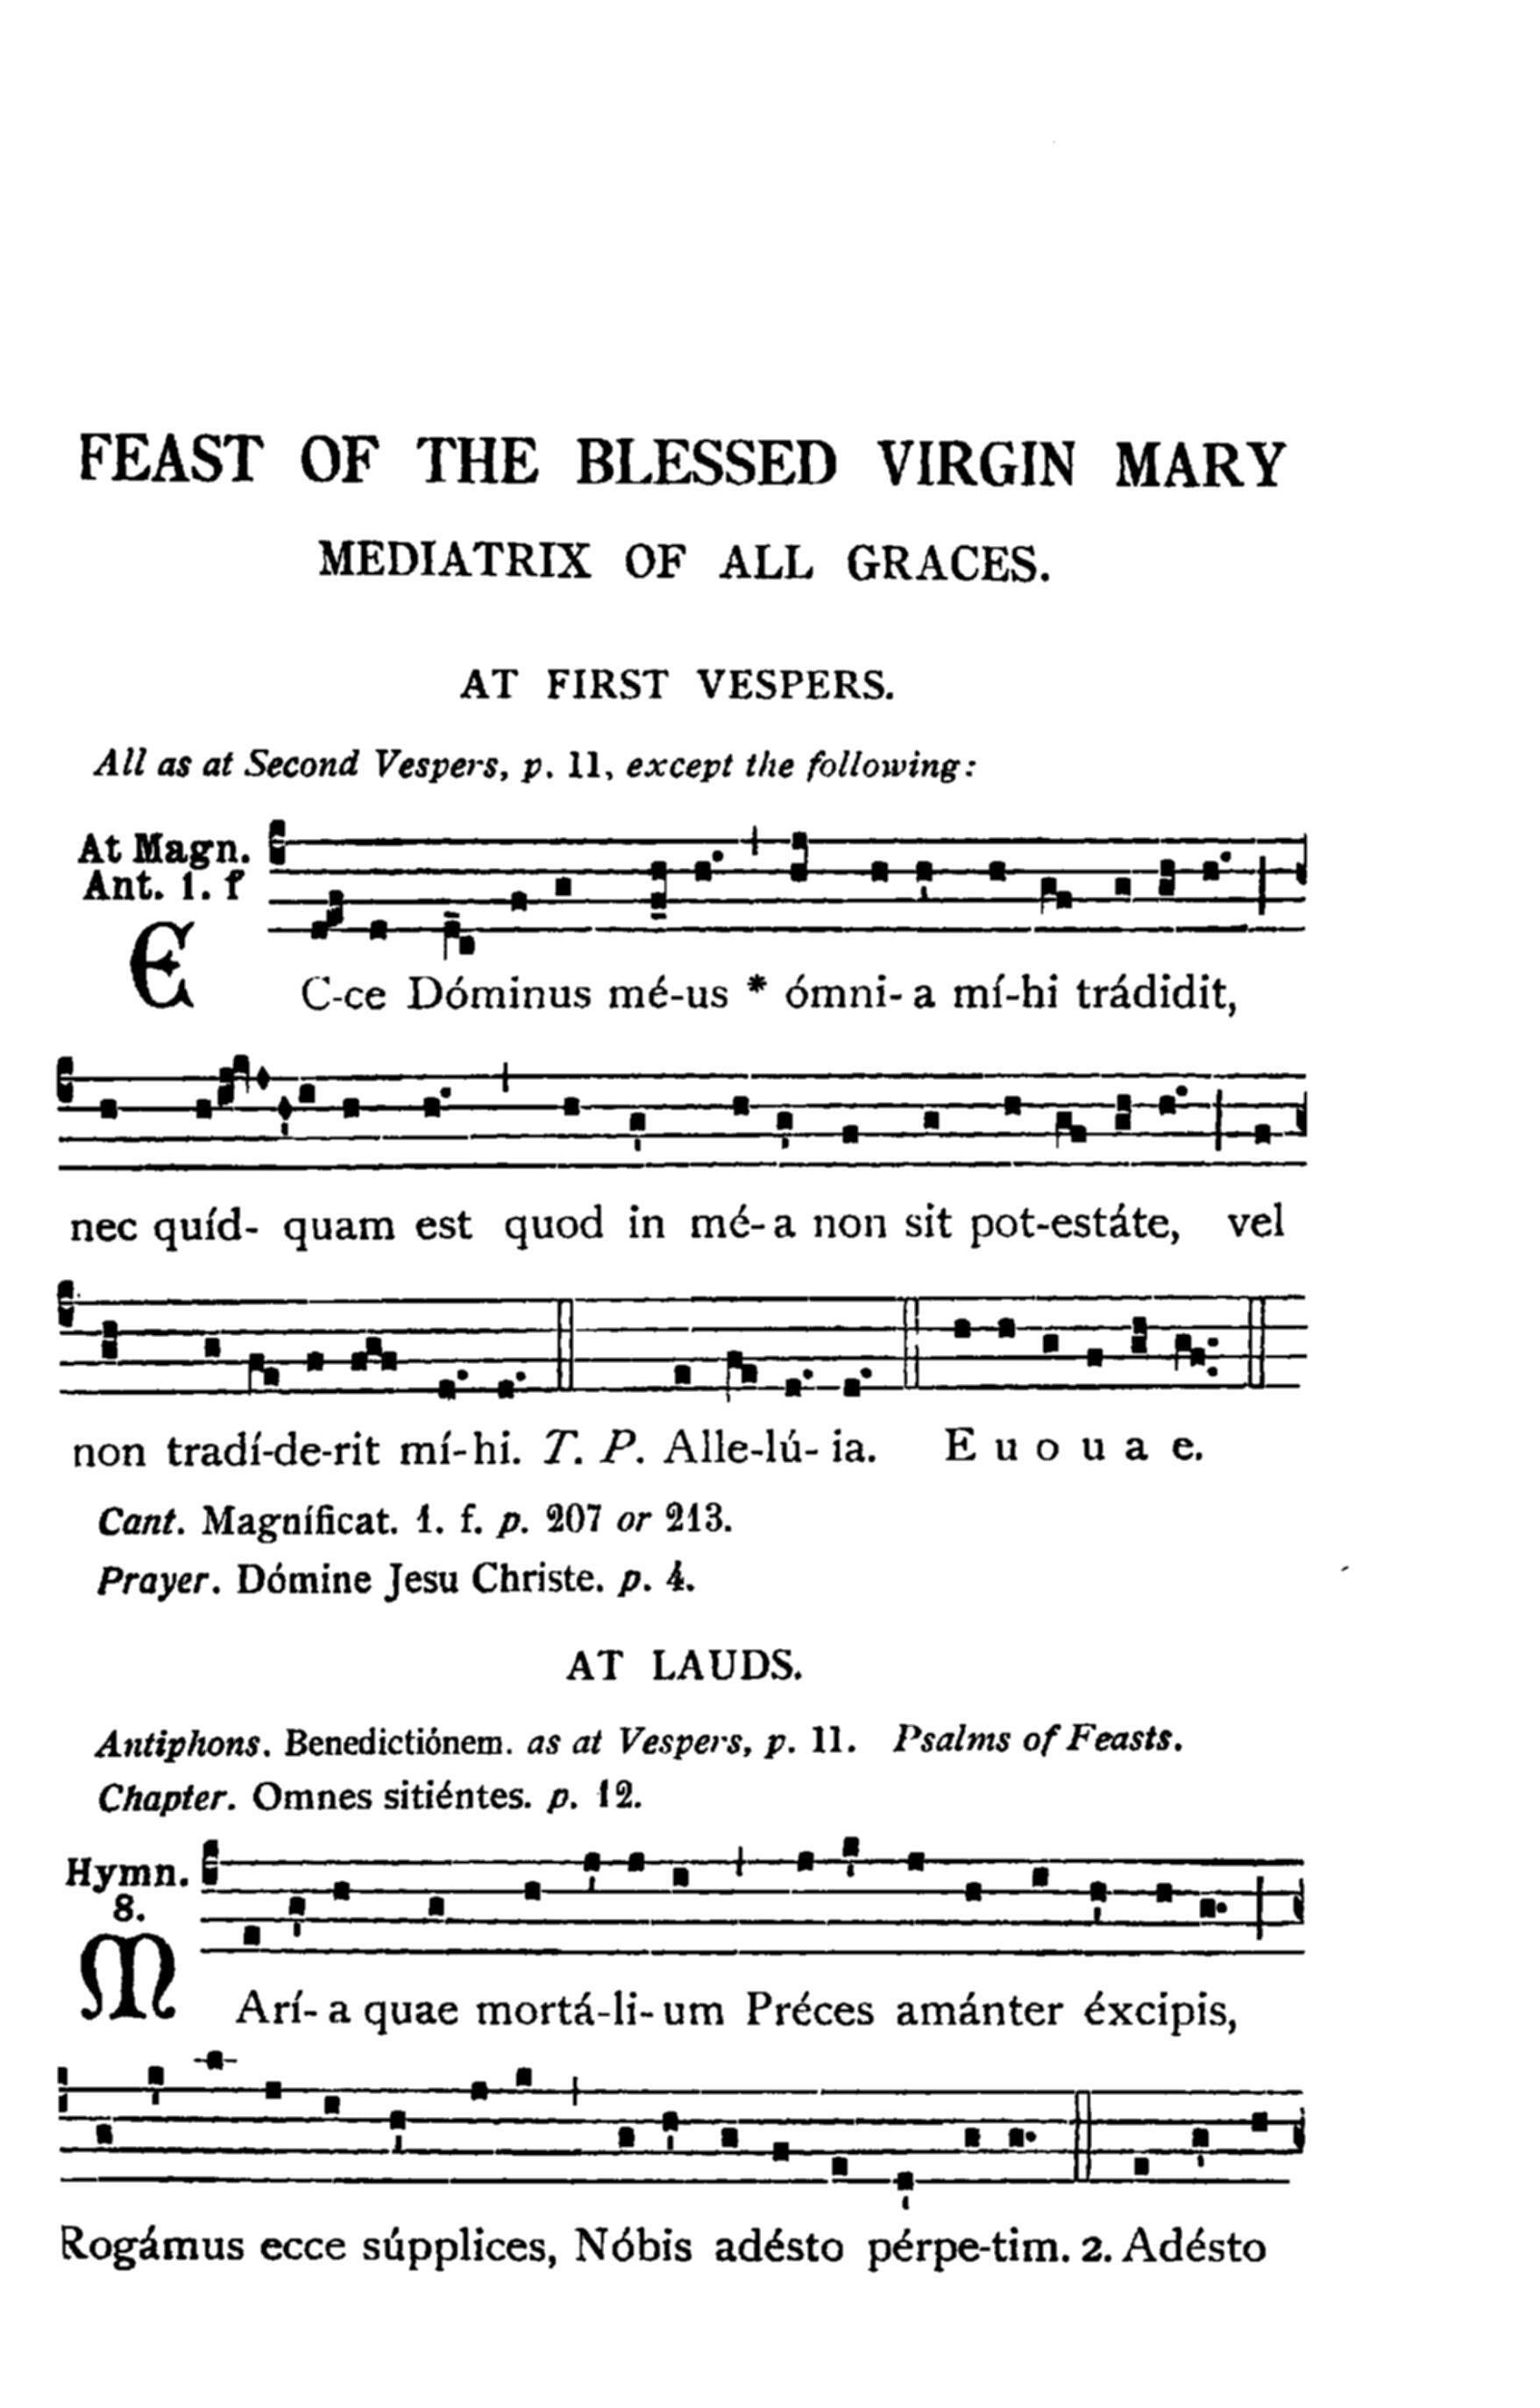 FEAST OF THE BLESSED VIRGIN MARY
MEDIATRIX OF ALL GRACES.
AT FIRST VESPERS.
All as at Second Vespers, p. 11, except the following:
At Magn.
Ant. 1. f
EC-ce Dóminus mé-us * ómni- a mí-hi trádidit,
nec quíd- quam est quod in mé- a non sit pot-estáte, vel
non tradí-de-rit mí-hi. T. P. Alle-lú- ia. E u o u a e.
Cant. Magníficat. 1. f. p. 207 or 213.
Prayer. Dómine Jesu Christe. p. 4.
AT LAUDS.
Antiphons. Benedictiónem. as at Vespers, p. 11. Psalms of Feasts.
Chapter. Omnes sitiéntes. p. 12.
Hymn.
8.
MArí- a quae mortá-li- um Préces amánter éxcipis,
Rogámus ecce súpplices, Nóbis adésto pérpe-tim. 2. Adésto